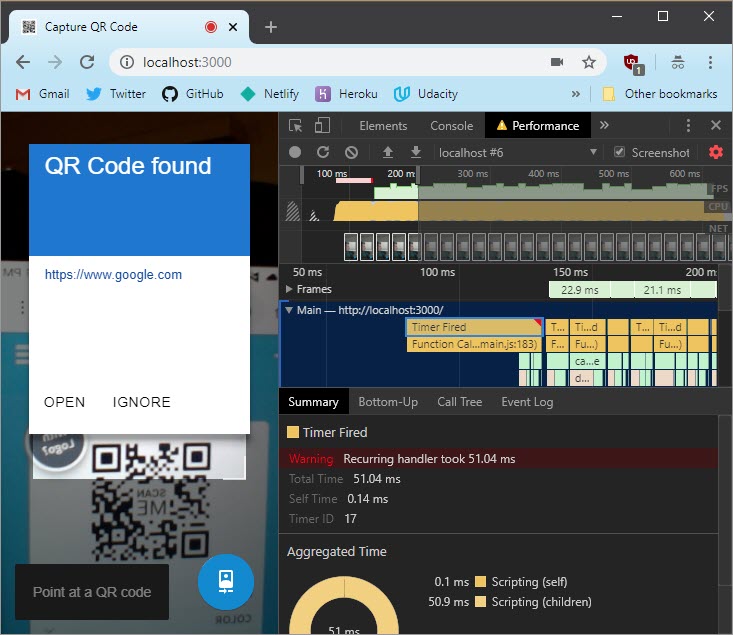 Capture QR Code
localhost:3000
1
Gmail
Twitter
GitHub
Netlify
Heroku
Udacity
»
Other bookmarks
QR Code found
https://www.google.com
OPEN
IGNORE
Logo?
SCAN
ME
COLOR
Point at a QR code
Elements
Console
Performance
»
localhost #6
Screenshot
100 ms
200 ms
300 ms
400 ms
500 ms
600 ms
FPS
CPU
NET
50 ms
100 ms
150 ms
200 m
Frames
22.9 ms
21.1 ms
Main — http://localhost:3000/
Timer Fired
T...
Ti...d
T...
Ti...d
Function Cal...main.js:183)
F...
Fu...)
F...
Fu...)
ca...e
d...
Summary
Bottom-Up
Call Tree
Event Log
Timer Fired
Warning Recurring handler took 51.04 ms
Total Time 51.04 ms
Self Time 0.14 ms
Timer ID 17
Aggregated Time
0.1 ms Scripting (self)
50.9 ms Scripting (children)
51 ms